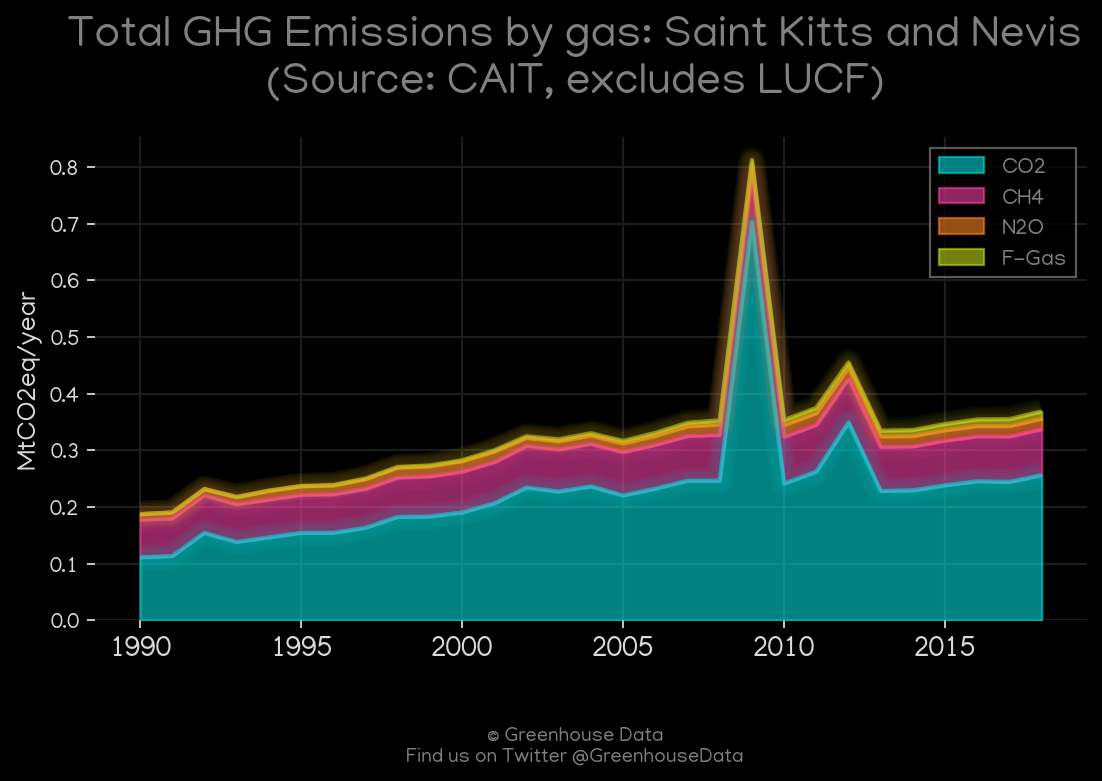 Total GHG Emissions by gas: Saint Kitts and Nevis
(Source: CAIT, excludes LUCF)
MtCO2eq/year
0.8
0.7
0.6
0.5
0.4
0.3
0.2
0.1
0.0
CO2
CH4
N2O
F-Gas
1990 1995 2000 2005 2010 2015
© Greenhouse Data
Find us on Twitter @GreenhouseData